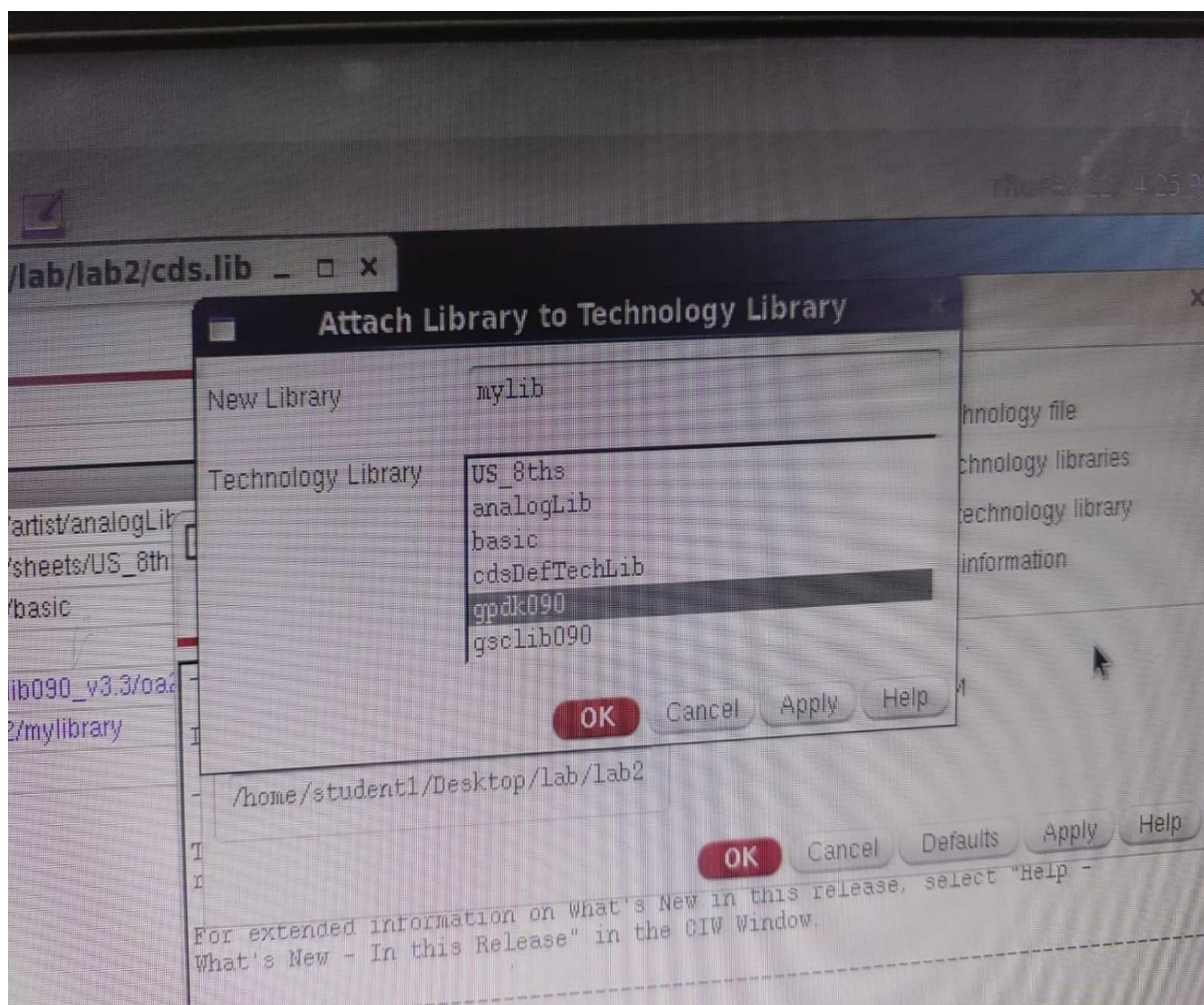 /lab/lab2/cds.lib
Attach Library to Technology Library
New Library
mylib
Technology Library
US_8ths
analogLib
basic
cdsDefTechLib
gpdk090
gsclib090
OK Cancel Apply Help
hnology file
chnology libraries
technology library
information
/artist/analogLib
/sheets/US_8th
/basic
lib090_v3.3/oa2
2/mylibrary
/home/student1/Desktop/lab/lab2
OK Cancel Defaults Apply Help
For extended information on What's New in this release, select "Help -
What's New - In this Release" in the CIW Window.